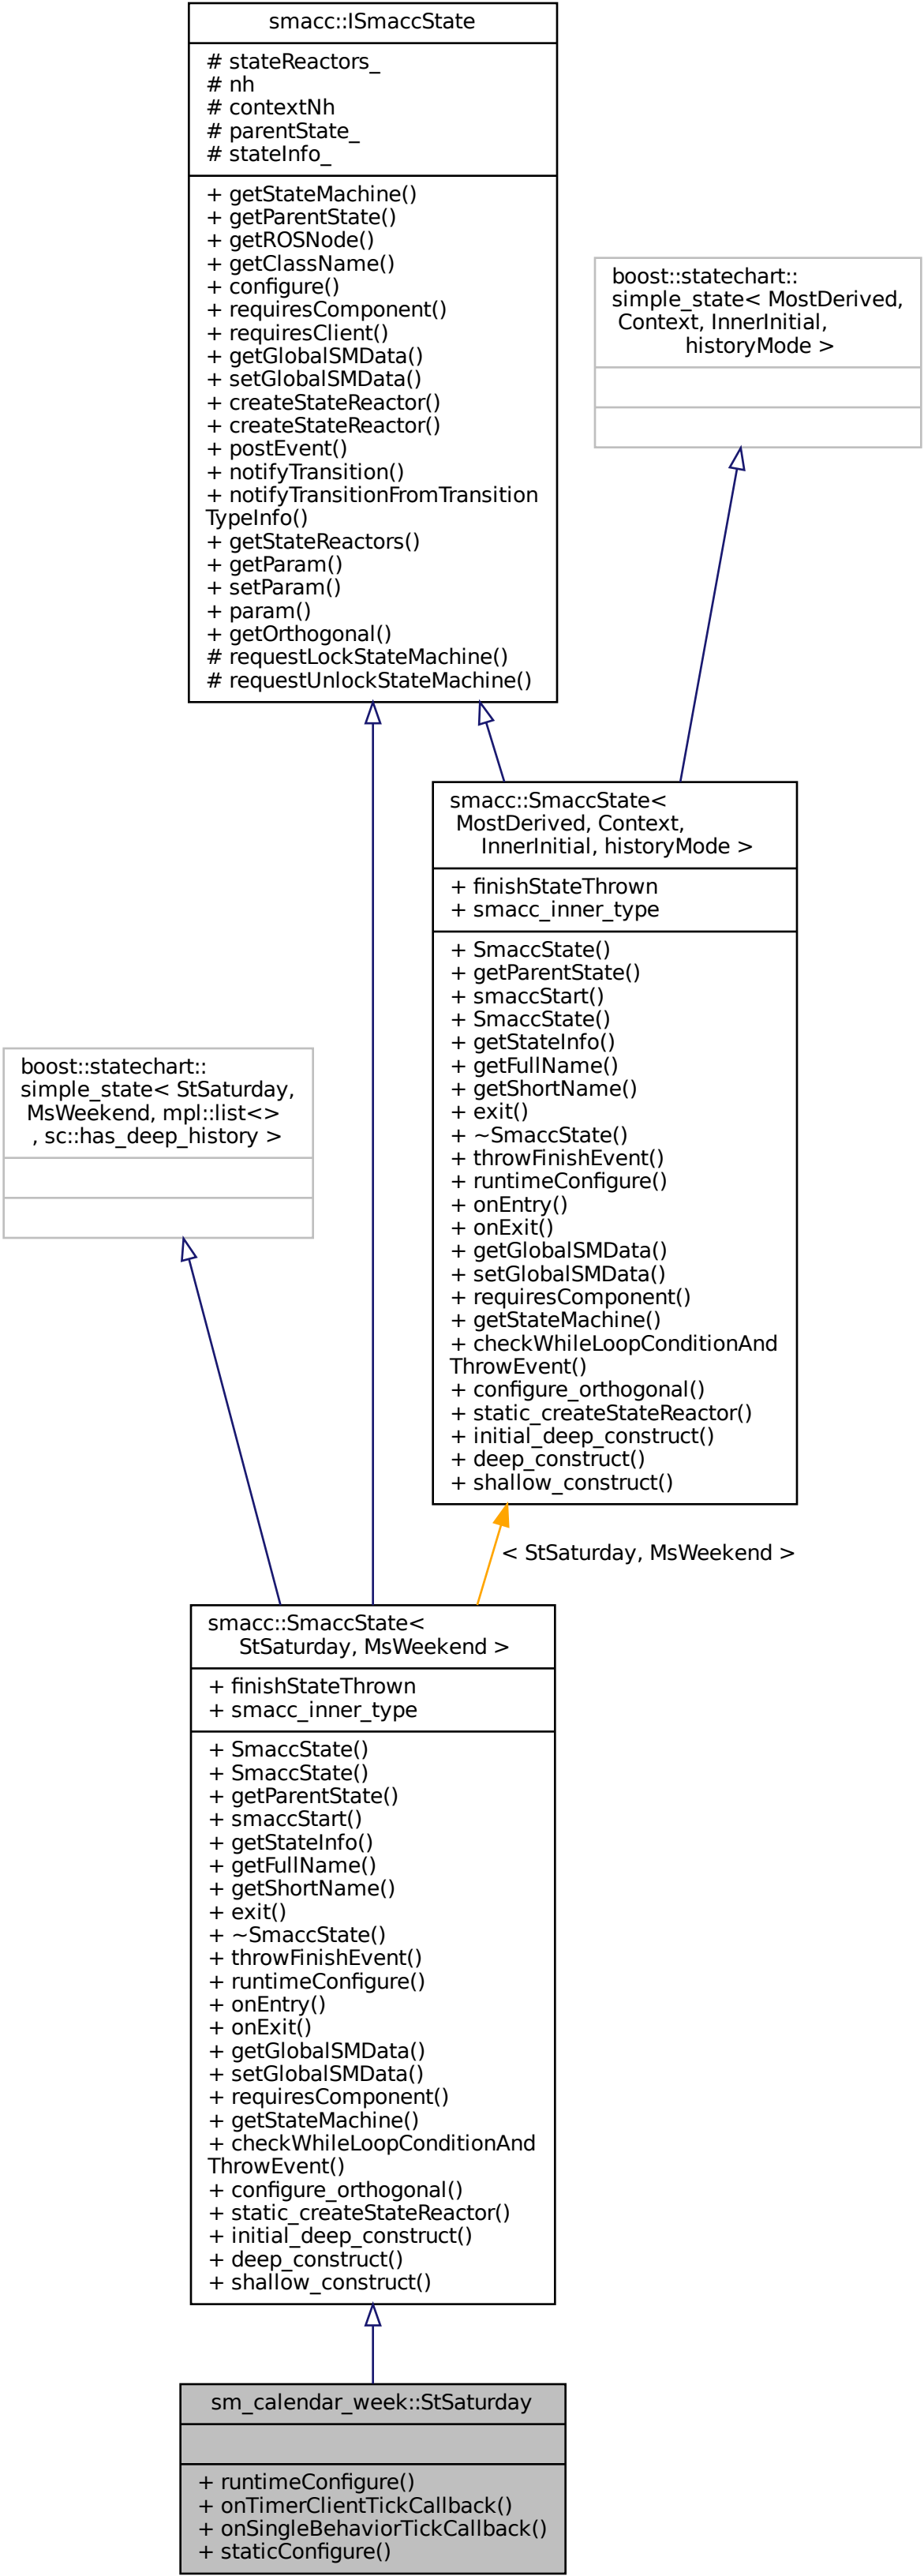 smacc::ISmaccState
# stateReactors_
# nh
# contextNh
# parentState_
# stateInfo_
+ getStateMachine()
+ getParentState()
+ getROSNode()
+ getClassName()
+ configure()
+ requiresComponent()
+ requiresClient()
+ getGlobalSMData()
+ setGlobalSMData()
+ createStateReactor()
+ createStateReactor()
+ postEvent()
+ notifyTransition()
+ notifyTransitionFromTransition
TypeInfo()
+ getStateReactors()
+ getParam()
+ setParam()
+ param()
+ getOrthogonal()
# requestLockStateMachine()
# requestUnlockStateMachine()
boost::statechart::
simple_state< MostDerived,
Context, InnerInitial,
historyMode >
smacc::SmaccState<
MostDerived, Context,
InnerInitial, historyMode >
+ finishStateThrown
+ smacc_inner_type
+ SmaccState()
+ getParentState()
+ smaccStart()
+ SmaccState()
+ getStateInfo()
+ getFullName()
+ getShortName()
+ exit()
+ ~SmaccState()
+ throwFinishEvent()
+ runtimeConfigure()
+ onEntry()
+ onExit()
+ getGlobalSMData()
+ setGlobalSMData()
+ requiresComponent()
+ getStateMachine()
+ checkWhileLoopConditionAnd
ThrowEvent()
+ configure_orthogonal()
+ static_createStateReactor()
+ initial_deep_construct()
+ deep_construct()
+ shallow_construct()
boost::statechart::
simple_state< StSaturday,
MsWeekend, mpl::list<>
, sc::has_deep_history >
< StSaturday, MsWeekend >
smacc::SmaccState<
StSaturday, MsWeekend >
+ finishStateThrown
+ smacc_inner_type
+ SmaccState()
+ SmaccState()
+ getParentState()
+ smaccStart()
+ getStateInfo()
+ getFullName()
+ getShortName()
+ exit()
+ ~SmaccState()
+ throwFinishEvent()
+ runtimeConfigure()
+ onEntry()
+ onExit()
+ getGlobalSMData()
+ setGlobalSMData()
+ requiresComponent()
+ getStateMachine()
+ checkWhileLoopConditionAnd
ThrowEvent()
+ configure_orthogonal()
+ static_createStateReactor()
+ initial_deep_construct()
+ deep_construct()
+ shallow_construct()
sm_calendar_week::StSaturday
+ runtimeConfigure()
+ onTimerClientTickCallback()
+ onSingleBehaviorTickCallback()
+ staticConfigure()